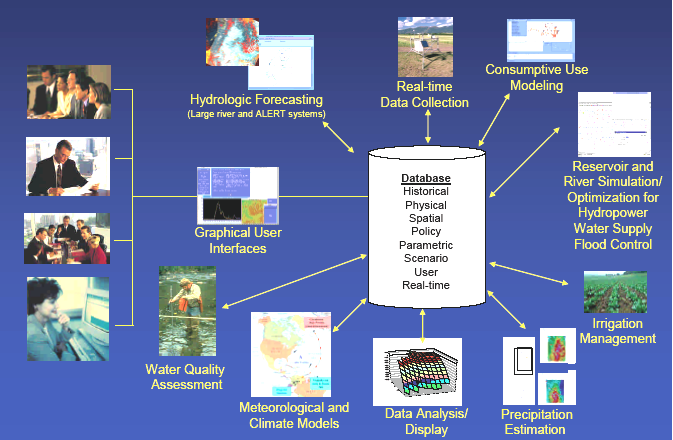 Hydrologic Forecasting
(Large river and ALERT systems)
Real-time
Data Collection
Consumptive Use
Modeling
Reservoir and
River Simulation/
Optimization for
Hydropower
Water Supply
Flood Control
Graphical User
Interfaces
Database
Historical
Physical
Spatial
Policy
Parametric
Scenario
User
Real-time
Irrigation
Management
Water Quality
Assessment
Meteorological and
Climate Models
Data Analysis/
Display
Precipitation
Estimation